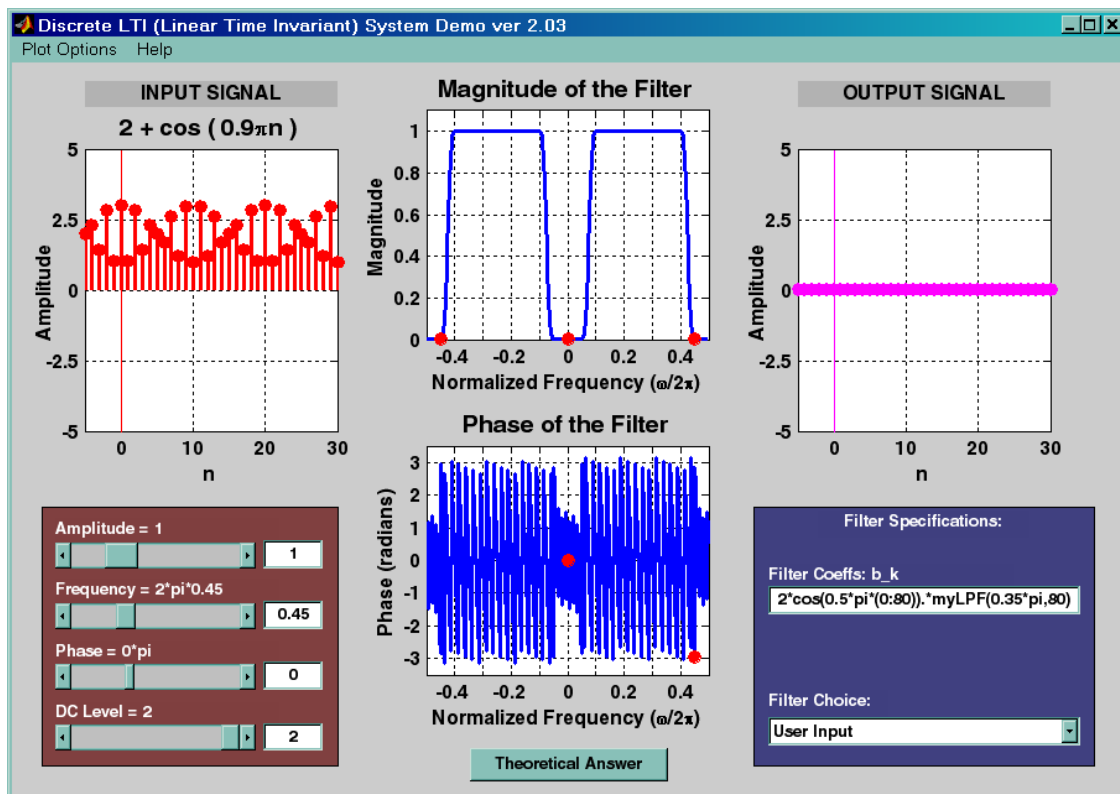 Discrete LTI (Linear Time Invariant) System Demo ver 2.03
Plot Options Help
INPUT SIGNAL
2 + cos ( 0.9πn )
5
2.5
0
-2.5
-5
Amplitude
0 10 20 30
n
Magnitude of the Filter
1
0.8
0.6
0.4
0.2
0
Magnitude
-0.4 -0.2 0 0.2 0.4
Normalized Frequency (ω/2π)
OUTPUT SIGNAL
5
2.5
0
-2.5
-5
Amplitude
0 10 20 30
n
Phase of the Filter
3
2
1
0
-1
-2
-3
Phase (radians)
-0.4 -0.2 0 0.2 0.4
Normalized Frequency (ω/2π)
Amplitude = 1
1
Frequency = 2*pi*0.45
0.45
Phase = 0*pi
0
DC Level = 2
2
Theoretical Answer
Filter Specifications:
Filter Coeffs: b_k
2*cos(0.5*pi*(0:80)).*myLPF(0.35*pi,80)
Filter Choice:
User Input